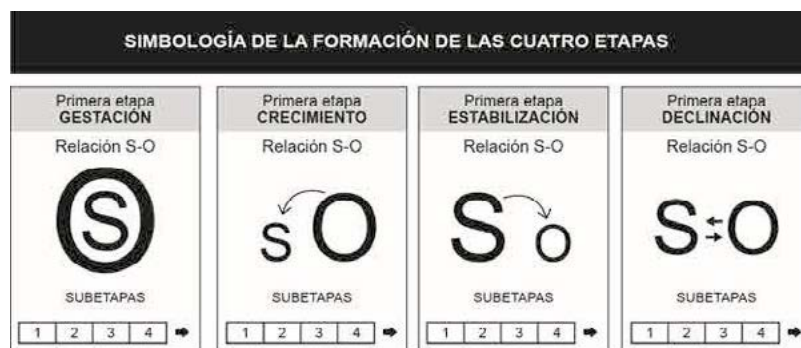 SIMBOLOGÍA DE LA FORMACIÓN DE LAS CUATRO ETAPAS
Primera etapa
GESTACIÓN
Relación S-O
S O
SUBETAPAS
1 2 3 4
Primera etapa
CRECIMIENTO
Relación S-O
S O
SUBETAPAS
1 2 3 4
Primera etapa
ESTABILIZACIÓN
Relación S-O
S O
SUBETAPAS
1 2 3 4
Primera etapa
DECLINACIÓN
Relación S-O
S O
SUBETAPAS
1 2 3 4